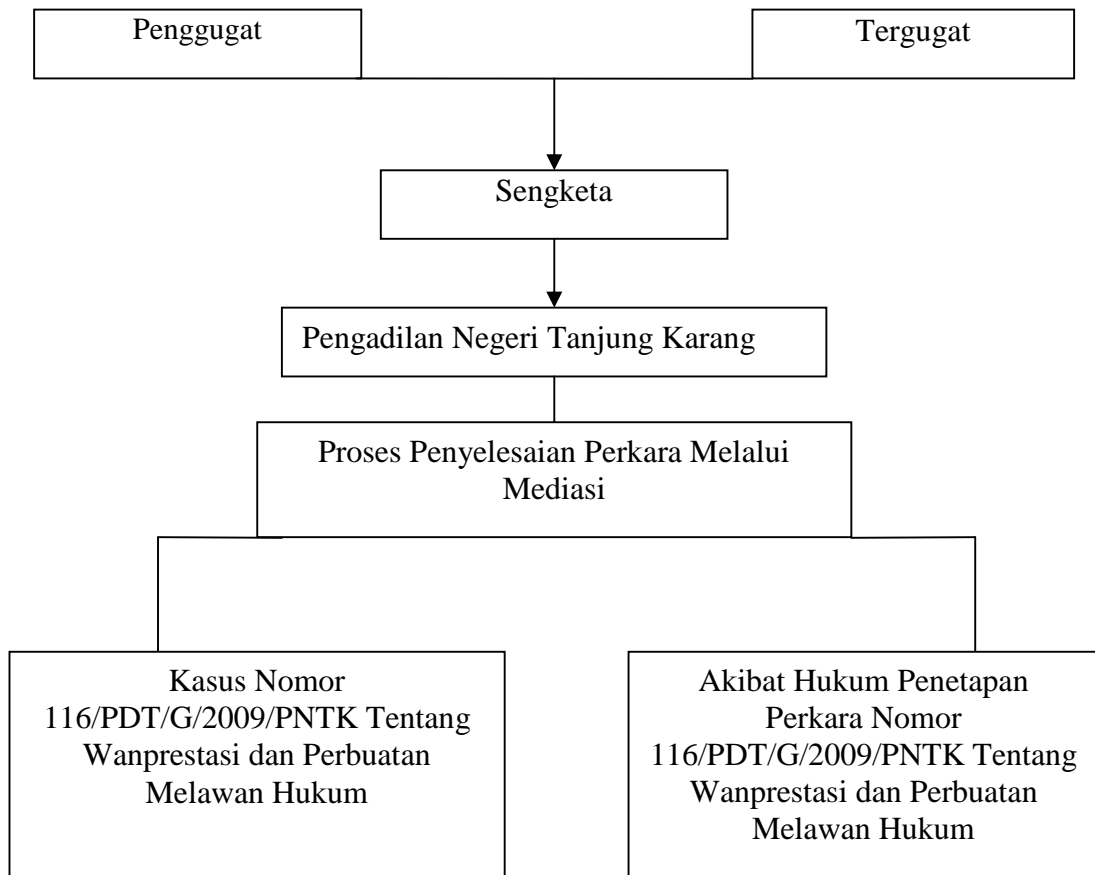 Penggugat
Tergugat
Sengketa
Pengadilan Negeri Tanjung Karang
Proses Penyelesaian Perkara Melalui
Mediasi
Kasus Nomor
116/PDT/G/2009/PNTK Tentang
Wanprestasi dan Perbuatan
Melawan Hukum
Akibat Hukum Penetapan
Perkara Nomor
116/PDT/G/2009/PNTK Tentang
Wanprestasi dan Perbuatan
Melawan Hukum